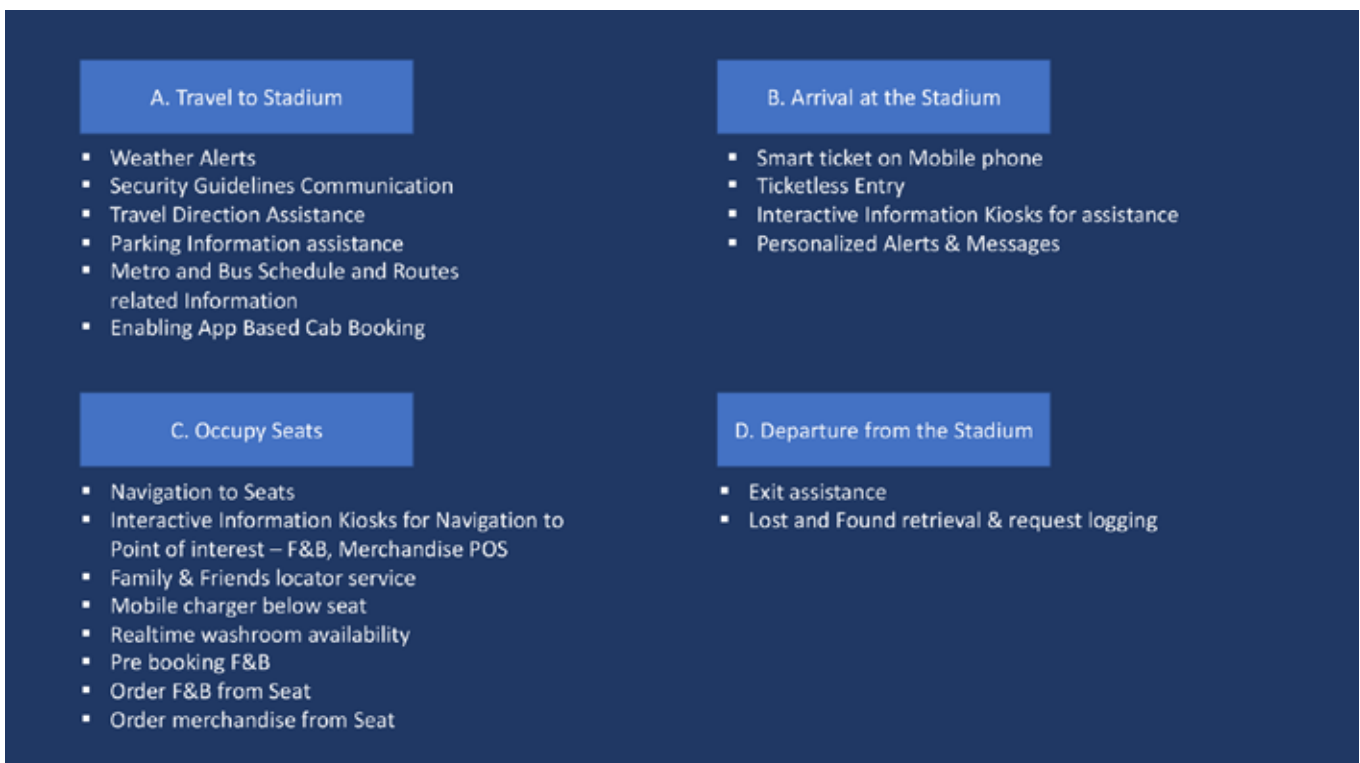 A. Travel to Stadium
▪ Weather Alerts
▪ Security Guidelines Communication
▪ Travel Direction Assistance
▪ Parking Information assistance
▪ Metro and Bus Schedule and Routes
related Information
▪ Enabling App Based Cab Booking
B. Arrival at the Stadium
▪ Smart ticket on Mobile phone
▪ Ticketless Entry
▪ Interactive Information Kiosks for assistance
▪ Personalized Alerts & Messages
C. Occupy Seats
▪ Navigation to Seats
▪ Interactive Information Kiosks for Navigation to
Point of interest – F&B, Merchandise POS
▪ Family & Friends locator service
▪ Mobile charger below seat
▪ Realtime washroom availability
▪ Pre booking F&B
▪ Order F&B from Seat
▪ Order merchandise from Seat
D. Departure from the Stadium
▪ Exit assistance
▪ Lost and Found retrieval & request logging